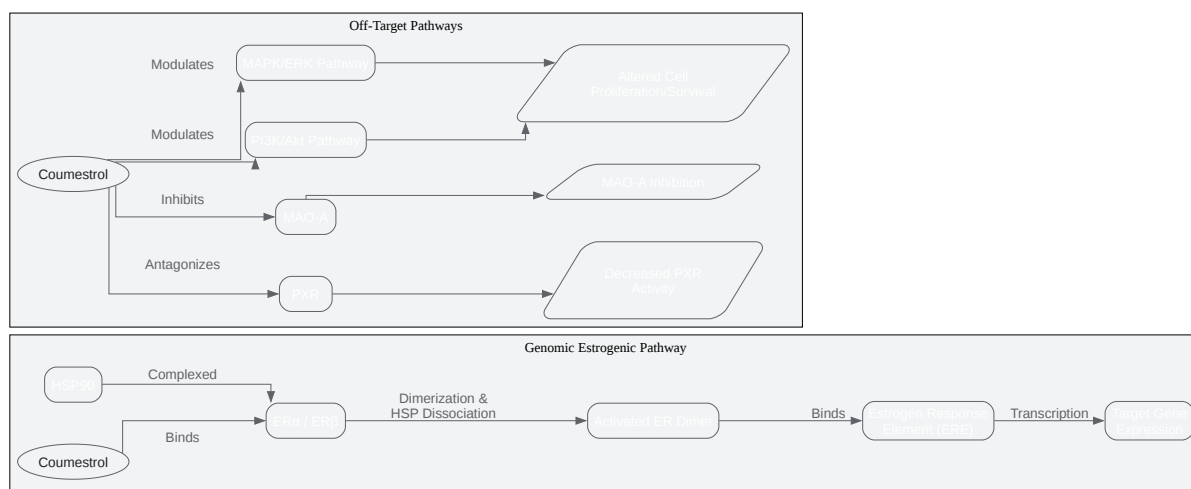 Off-Target Pathways
Modulates
MAPK/ERK Pathway
Altered Cell
Proliferation/Survival
Modulates
PI3K/Akt Pathway
Coumestrol
Inhibits
MAO-A
MAO-A Inhibition
Antagonizes
PXR
Decreased PXR
Activity
Genomic Estrogenic Pathway
HSP90
Complexed
ERα / ERβ
Coumestrol
Binds
Dimerization &
HSP Dissociation
Activated ER Dimer
Binds
Estrogen Response
Element (ERE)
Transcription
Target Gene
Expression